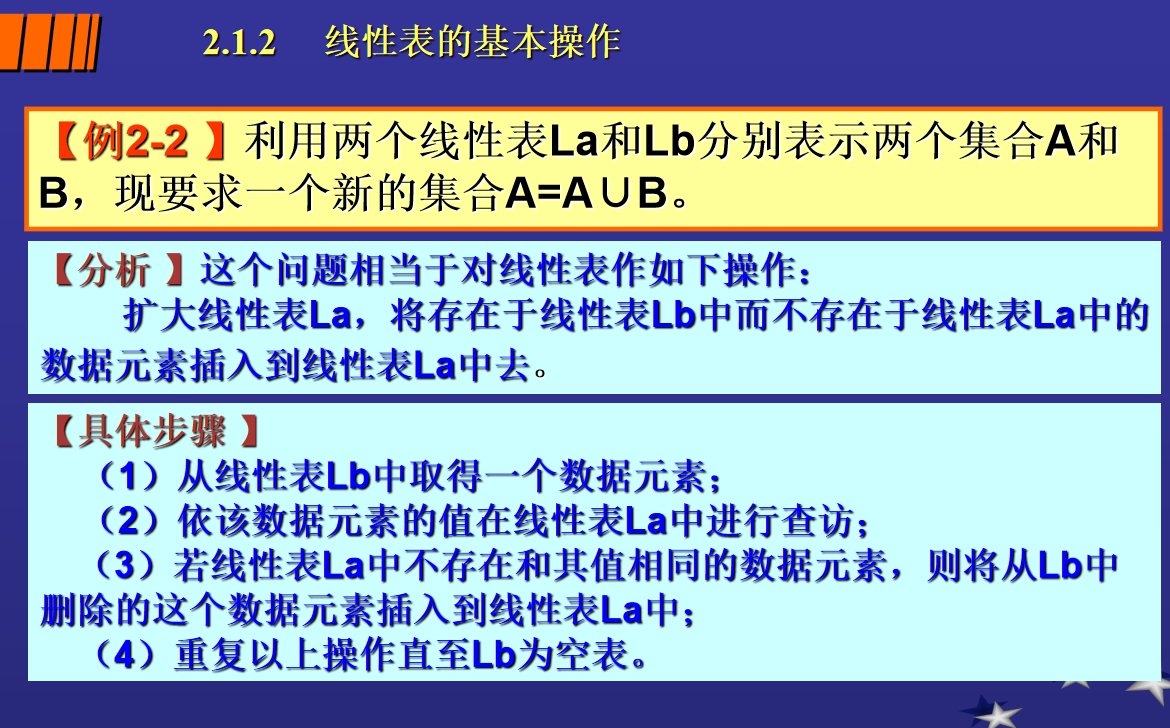 2.1.2 线性表的基本操作
【例2-2 】利用两个线性表La和Lb分别表示两个集合A和
B，现要求一个新的集合A=A∪B。
【分析 】这个问题相当于对线性表作如下操作：
扩大线性表La，将存在于线性表Lb中而不存在于线性表La中的
数据元素插入到线性表La中去。
【具体步骤 】
（1）从线性表Lb中取得一个数据元素；
（2）依该数据元素的值在线性表La中进行查访；
（3）若线性表La中不存在和其值相同的数据元素，则将从Lb中
删除的这个数据元素插入到线性表La中；
（4）重复以上操作直至Lb为空表。